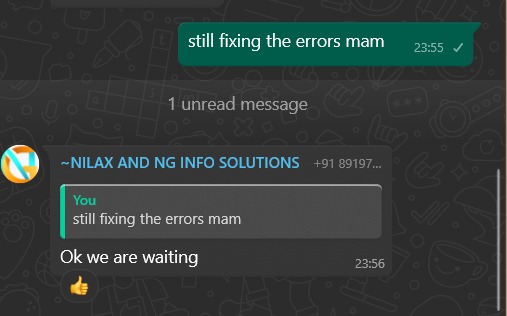 still fixing the errors mam
23:55
1 unread message
~NILAX AND NG INFO SOLUTIONS +91 89197...
You
still fixing the errors mam
Ok we are waiting
23:56